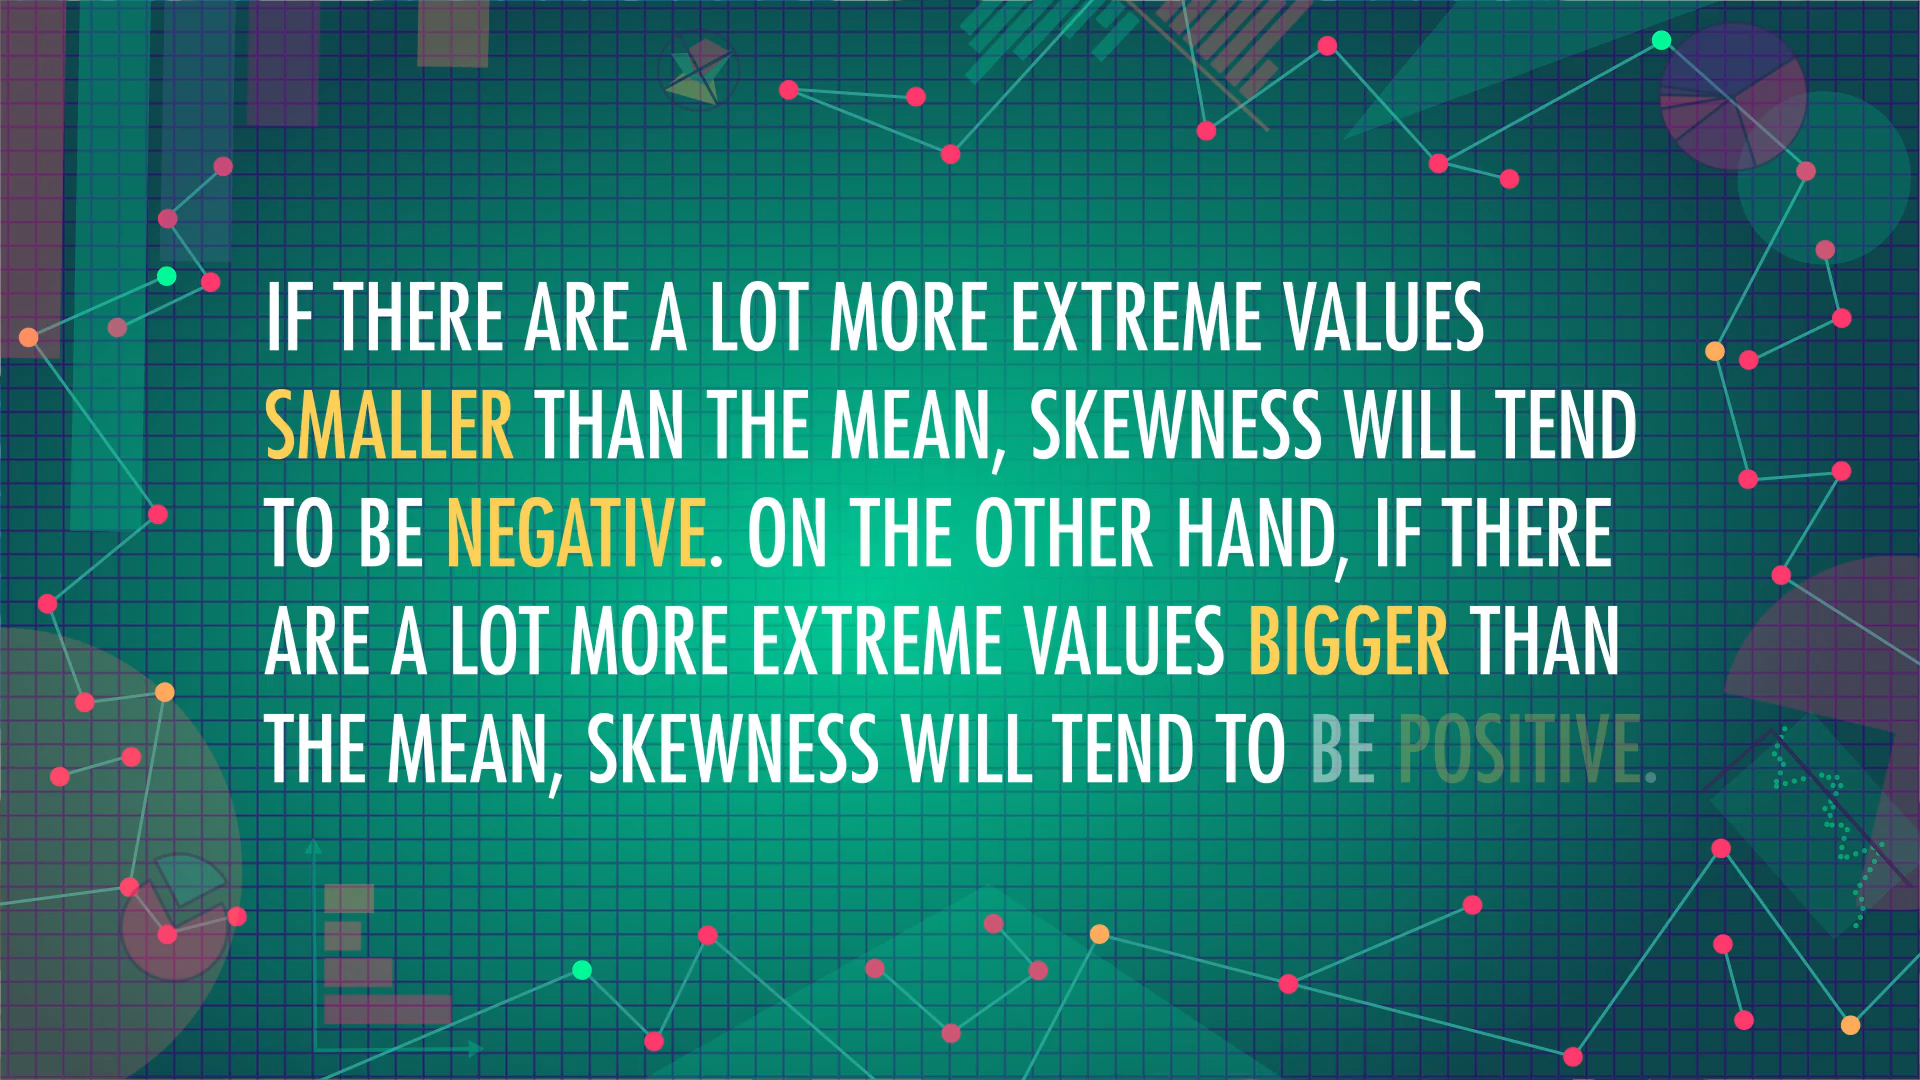 IF THERE ARE A LOT MORE EXTREME VALUES
SMALLER THAN THE MEAN, SKEWNESS WILL TEND
TO BE NEGATIVE. ON THE OTHER HAND, IF THERE
ARE A LOT MORE EXTREME VALUES BIGGER THAN
THE MEAN, SKEWNESS WILL TEND TO BE POSITIVE.